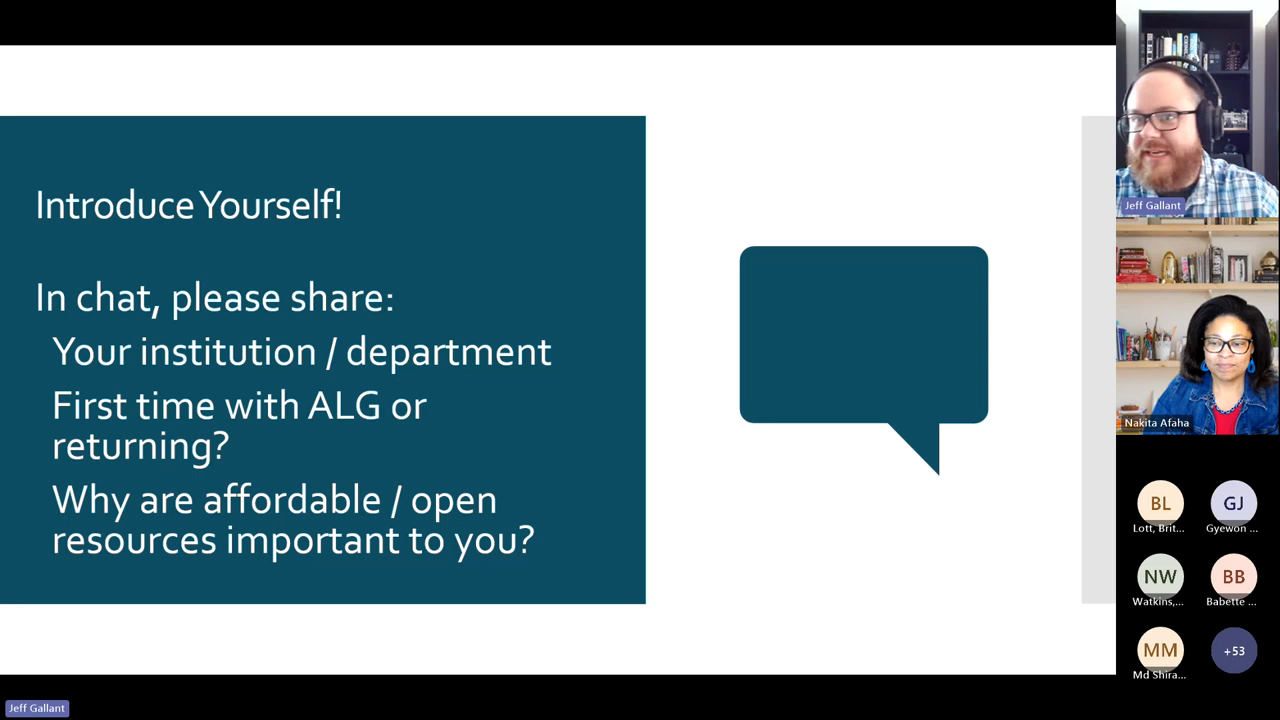 Introduce Yourself!
In chat, please share:
Your institution / department
First time with ALG or
returning?
Why are affordable / open
resources important to you?
Jeff Gallant
Nakita Afaha
BL
GJ
Lott, Brit...
Gyewon ...
NW
BB
Watkins,...
Babette ...
MM
+53
Md Shira...
Jeff Gallant